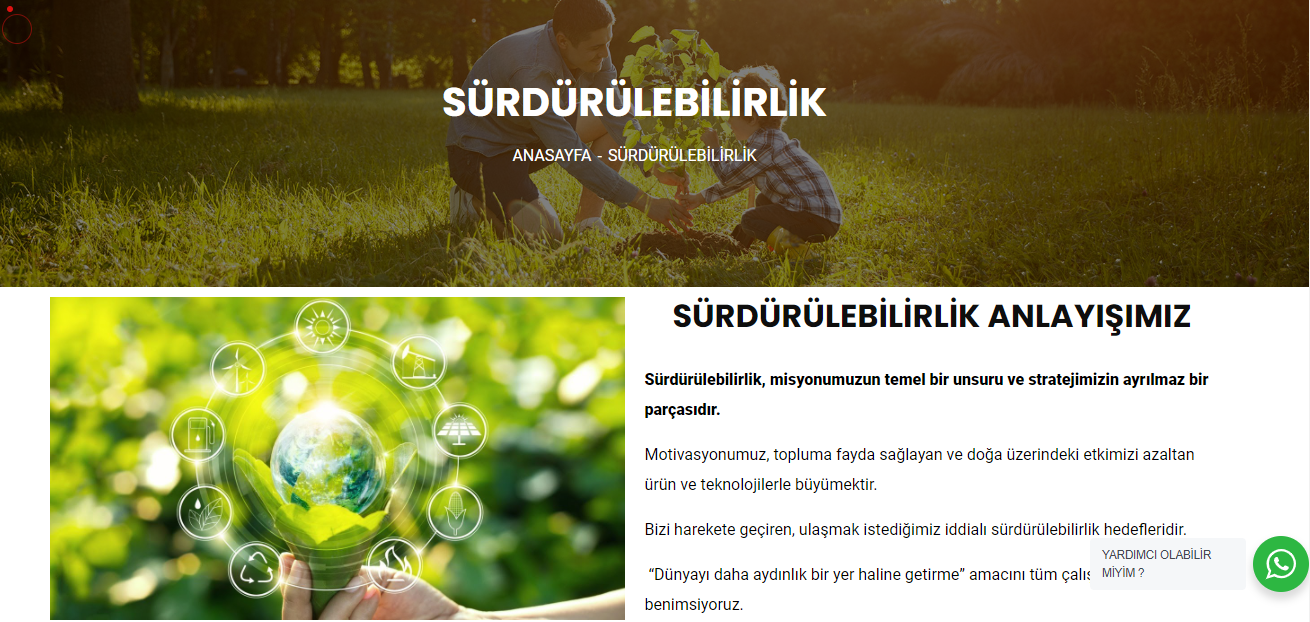 SÜRDÜRÜLEBİLİRLİK
ANASAYFA - SÜRDÜRÜLEBİLİRLİK
SÜRDÜRÜLEBİLİRLİK ANLAYIŞIMIZ
Sürdürülebilirlik, misyonumuzun temel bir unsuru ve stratejimizin ayrılmaz bir
parçasıdır.
Motivasyonumuz, topluma fayda sağlayan ve doğa üzerindeki etkimizi azaltan
ürün ve teknolojilerle büyümektir.
Bizi harekete geçiren, ulaşmak istediğimiz iddialı sürdürülebilirlik hedefleridir.
“Dünyayı daha aydınlık bir yer haline getirme” amacını tüm
benimsiyoruz.
YARDIMCI OLABİLİR
MİYİM ?